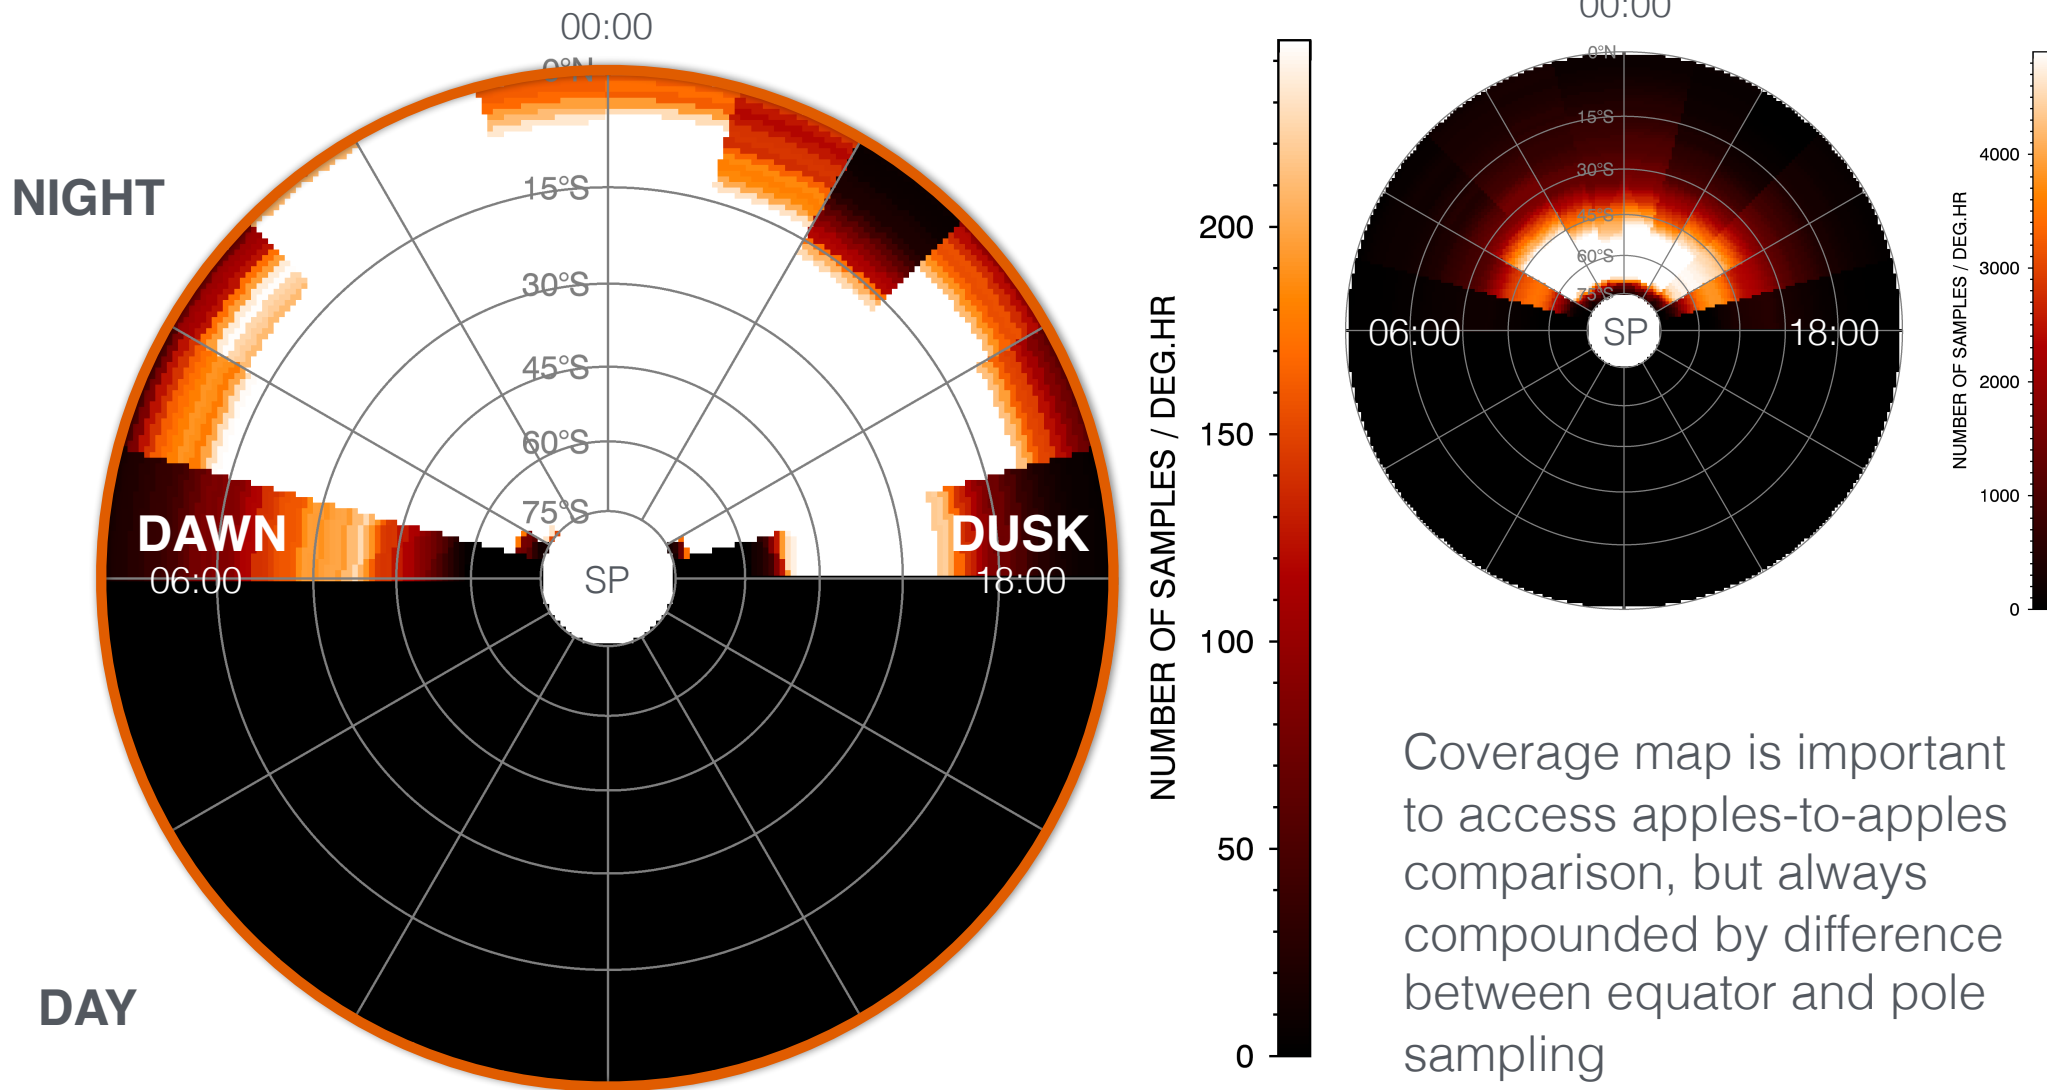 00:00
0°N
NIGHT
15°S
30°S
45°S
60°S
75°S
DAWN
DUSK
06:00
SP
18:00
DAY
200
150
100
50
0
NUMBER OF SAMPLES / DEG.HR
00:00
0°N
15°S
30°S
45°S
60°S
75°S
06:00
SP
18:00
4000
3000
2000
1000
0
NUMBER OF SAMPLES / DEG.HR
Coverage map is important
to access apples-to-apples
comparison, but always
compounded by difference
between equator and pole
sampling